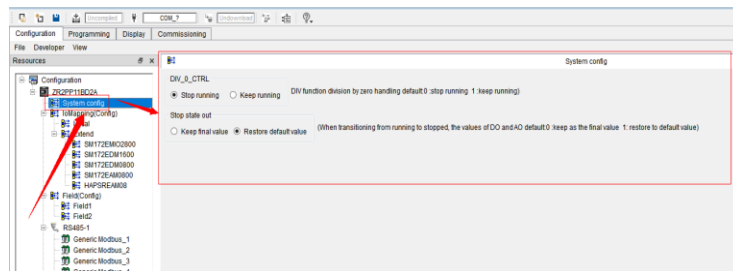 Uncompiled COM_? Undownload
Configuration Programming Display Commissioning
File Developer View
Resources
System config
Configuration
ZR2PP11BD2A
System config
IoMapping(Config)
Extend
SM172EMIO2800
SM172EDM1600
SM172EDM0800
SM172EAM0800
HAPSREAM08
Field(Config)
Field1
Field2
RS485-1
Generic Modbus_1
Generic Modbus_2
Generic Modbus_3
DIV_0_CTRL
Stop running Keep running DIV function division by zero handling default:0 :stop running 1 :keep running)
Stop state out
Keep final value Restore default value (When transitioning from running to stopped, the values of DO and AO default:0 :keep as the final value 1: restore to default value)